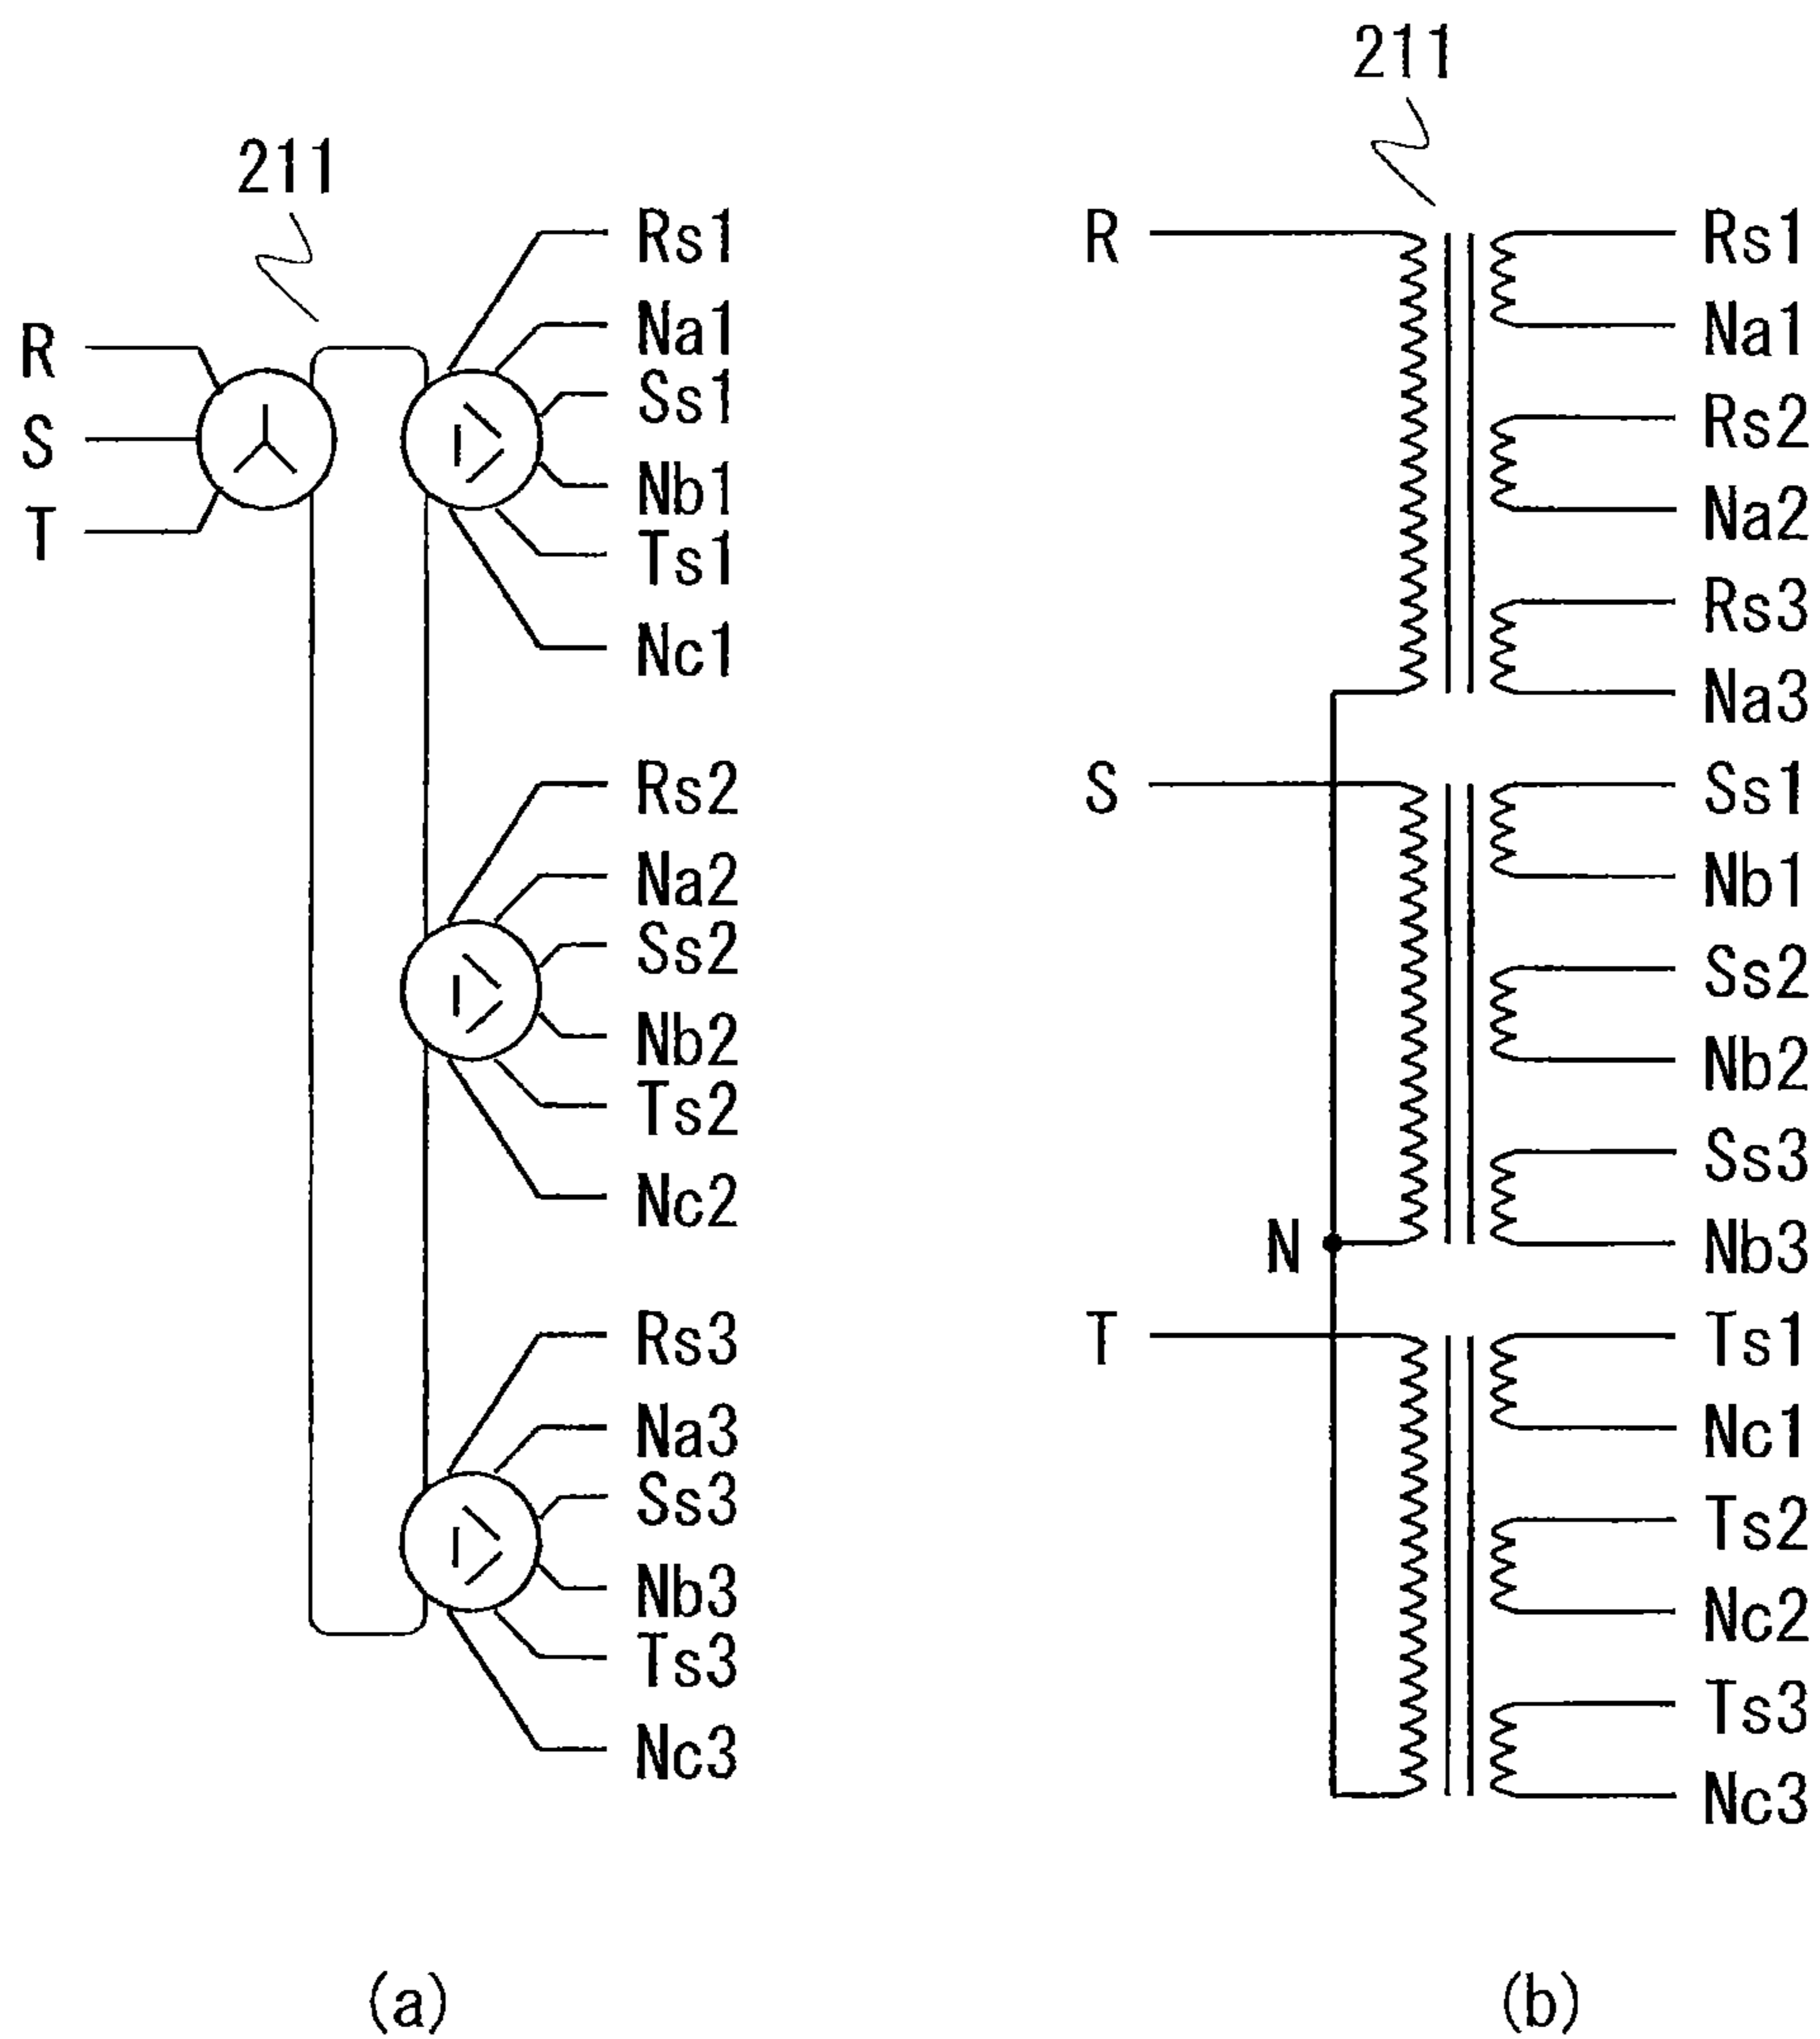 211
R
S
T
Rs1
Na1
Ss1
Nb1
Ts1
Nc1
Rs2
Na2
Ss2
Nb2
Ts2
Nc2
Rs3
Na3
Ss3
Nb3
Ts3
Nc3
(a)
211
R
S
N
T
Rs1
Na1
Rs2
Na2
Rs3
Na3
Ss1
Nb1
Ss2
Nb2
Ss3
Nb3
Ts1
Nc1
Ts2
Nc2
Ts3
Nc3
(b)